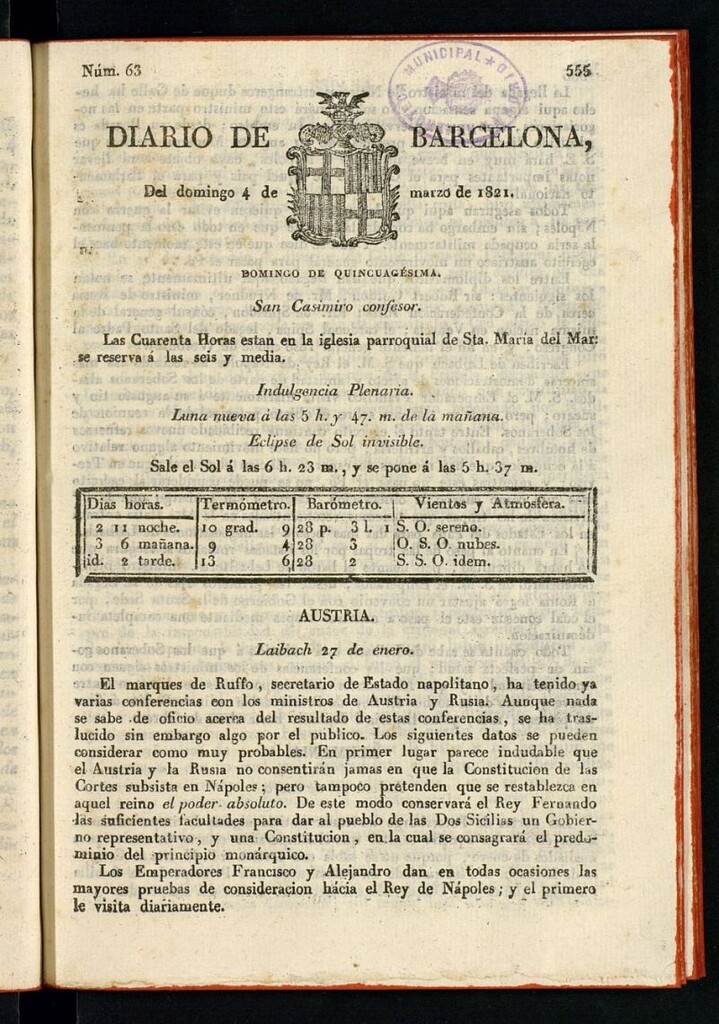 Núm. 63
555
MUNICIPAL
DIARIO DE BARCELONA,
Del domingo 4 de marzo de 1821.
DOMINGO DE QUINCUAGÉSIMA.
San Casimiro confesor.
Las Cuarenta Horas estan en la iglesia parroquial de Sta. María del Mar:
se reserva á las seis y media.
Indulgencia Plenaria.
Luna nueva á las 5 h. y 47. m. de la mañana.
Eclipse de Sol invisible.
Sale el Sol á las 6 h. 23 m., y se pone á las 5 h. 37 m.
Dias horas. Termómetro. Barómetro. Vientos y Atmósfera.
2 11 noche. 10 grad. 9 28 p. 3 l. 1 S. O. sereno.
3 6 mañana. 9 4 28 3 O. S. O. nubes.
id. 2 tarde. 13 6 28 2 S. S. O. idem.
AUSTRIA.
Laibach 27 de enero.
El marques de Ruffo, secretario de Estado napolitano, ha tenido ya
varias conferencias con los ministros de Austria y Rusia. Aunque nada
se sabe de oficio acerca del resultado de estas conferencias, se ha tras-
lucido sin embargo algo por el publico. Los siguientes datos se pueden
considerar como muy probables. En primer lugar parece indudable que
el Austria y la Rusia no consentirán jamas en que la Constitucion de las
Cortes subsista en Nápoles; pero tampoco pretenden que se restablezca en
aquel reino el poder absoluto. De este modo conservará el Rey Fernando
las suficientes facultades para dar al pueblo de las Dos Sicilias un Gobier-
no representativo, y una Constitucion, en la cual se consagrará el predo-
minio del principio monárquico.
Los Emperadores Francisco y Alejandro dan en todas ocasiones las
mayores pruebas de consideracion hácia el Rey de Nápoles; y el primero
le visita diariamente.